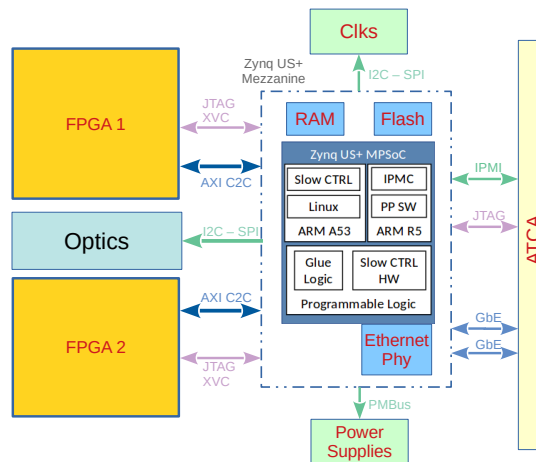 Clks
Zynq US+
Mezzanine
I2C – SPI
FPGA 1
JTAG
XVC
RAM
Flash
Zynq US+ MPSoC
AXI C2C
Slow CTRL
IPMC
IPMI
Linux
PP SW
ARM A53
ARM R5
JTAG
Optics
I2C – SPI
ATCA
Glue
Logic
Slow CTRL
HW
Programmable Logic
AXI C2C
FPGA 2
GbE
Ethernet
Phy
GbE
JTAG
XVC
PMBus
Power
Supplies